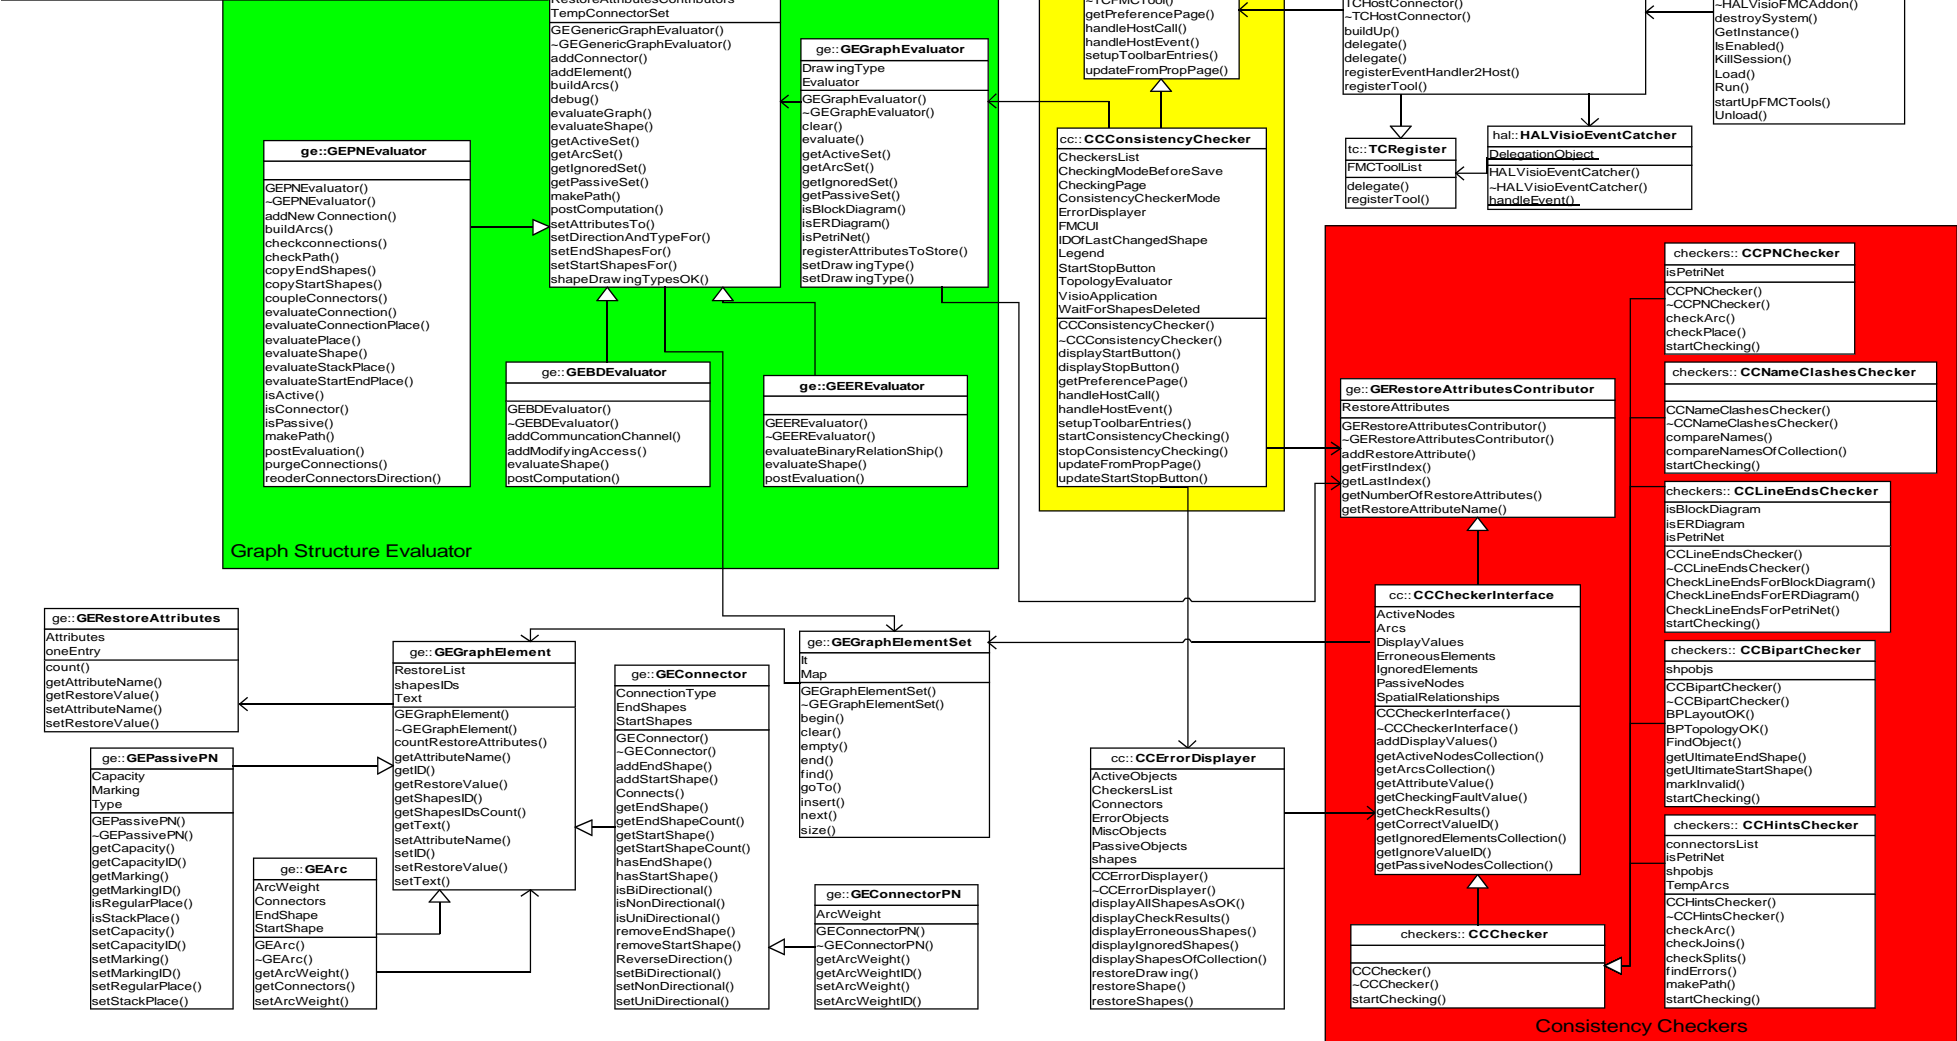 RestoreAttributesContributors
TempConnectorSet
GEGenericGraphEvaluator()
~GEGenericGraphEvaluator()
addConnector()
addElement()
buildArcs()
debug()
evaluateGraph()
evaluateShape()
getActiveSet()
getArcSet()
getIgnoredSet()
getPassiveSet()
makePath()
postComputation()
setAttributesTo()
setDirectionAndTypeFor()
setEndShapesFor()
setStartShapesFor()
shapeDrawingTypesOK()
ge::GEGraphEvaluator
DrawingType
Evaluator
GEGraphEvaluator()
~GEGraphEvaluator()
clear()
evaluate()
getActiveSet()
getArcSet()
getIgnoredSet()
getPassiveSet()
isBlockDiagram()
isERDiagram()
isPetriNet()
registerAttributesToStore()
setDrawingType()
setDrawingType()
ge::GEPNEvaluator
GEPNEvaluator()
~GEPNEvaluator()
addNewConnection()
buildArcs()
checkconnections()
checkPath()
copyEndShapes()
copyStartShapes()
coupleConnectors()
evaluateConnection()
evaluateConnectionPlace()
evaluatePlace()
evaluateShape()
evaluateStackPlace()
evaluateStartEndPlace()
isActive()
isConnector()
isPassive()
makePath()
postEvaluation()
purgeConnections()
reoderConnectorsDirection()
ge::GEBDEvaluator
GEBDEvaluator()
~GEBDEvaluator()
addCommuncationChannel()
addModifyingAccess()
evaluateShape()
postComputation()
ge::GEEREvaluator
GEEREvaluator()
~GEEREvaluator()
evaluateBinaryRelationShip()
evaluateShape()
postEvaluation()
Graph Structure Evaluator
~TCFMCTool()
getPreferencePage()
handleHostCall()
handleHostEvent()
setupToolbarEntries()
updateFromPropPage()
cc::CCConsistencyChecker
CheckersList
CheckingModeBeforeSave
CheckingPage
ConsistencyCheckerMode
ErrorDisplayer
FMCUI
IDOfLastChangedShape
Legend
StartStopButton
TopologyEvaluator
VisioApplication
WaitForShapesDeleted
CCConsistencyChecker()
~CCConsistencyChecker()
displayStartButton()
displayStopButton()
getPreferencePage()
handleHostCall()
handleHostEvent()
setupToolbarEntries()
startConsistencyChecking()
stopConsistencyChecking()
updateFromPropPage()
updateStartStopButton()
TCHostConnector()
~TCHostConnector()
buildUp()
delegate()
delegate()
registerEventHandler2Host()
registerTool()
~HALVisioFMCAddon()
destroySystem()
GetInstance()
IsEnabled()
KillSession()
Load()
Run()
startUpFMCTools()
Unload()
tc::TCRegister
FMCToolList
delegate()
registerTool()
hal::HALVisioEventCatcher
DelegationObject
HALVisioEventCatcher()
~HALVisioEventCatcher()
handleEvent()
checkers:: CCPNChecker
isPetriNet
CCPNChecker()
~CCPNChecker()
checkArc()
checkPlace()
startChecking()
checkers:: CCNameClashesChecker
CCNameClashesChecker()
~CCNameClashesChecker()
compareNames()
compareNamesOfCollection()
startChecking()
ge::GERestoreAttributesContributor
RestoreAttributes
GERestoreAttributesContributor()
~GERestoreAttributesContributor()
addRestoreAttribute()
getFirstIndex()
getLastIndex()
getNumberOfRestoreAttributes()
getRestoreAttributeName()
checkers:: CCLineEndsChecker
isBlockDiagram
isERDiagram
isPetriNet
CCLineEndsChecker()
~CCLineEndsChecker()
CheckLineEndsForBlockDiagram()
CheckLineEndsForERDiagram()
CheckLineEndsForPetriNet()
startChecking()
cc::CCCheckerInterface
ActiveNodes
Arcs
DisplayValues
ErroneousElements
IgnoredElements
PassiveNodes
SpatialRelationships
CCCheckerInterface()
~CCCheckerInterface()
addDisplayValues()
getActiveNodesCollection()
getArcsCollection()
getAttributeValue()
getCheckingFaultValue()
getCheckResults()
getCorrectValueID()
getIgnoredElementsCollection()
getIgnoreValueID()
getPassiveNodesCollection()
checkers:: CCBipartChecker
shpobjs
CCBipartChecker()
~CCBipartChecker()
BPLayoutOK()
BPTopologyOK()
FindObject()
getUltimateEndShape()
getUltimateStartShape()
markInvalid()
startChecking()
checkers:: CCHintsChecker
connectorsList
isPetriNet
shpobjs
TempArcs
CCHintsChecker()
~CCHintsChecker()
checkArc()
checkJoins()
checkSplits()
findErrors()
makePath()
startChecking()
checkers:: CCChecker
CCChecker()
~CCChecker()
startChecking()
Consistency Checkers
ge::GERestoreAttributes
Attributes
oneEntry
count()
getAttributeName()
getRestoreValue()
setAttributeName()
setRestoreValue()
ge::GEGraphElement
RestoreList
shapesIDs
Text
GEGraphElement()
~GEGraphElement()
countRestoreAttributes()
getAttributeName()
getID()
getRestoreValue()
getShapesID()
getShapesIDsCount()
getText()
setAttributeName()
setID()
setRestoreValue()
setText()
ge::GEPassivePN
Capacity
Marking
Type
GEPassivePN()
~GEPassivePN()
getCapacity()
getCapacityID()
getMarking()
getMarkingID()
isRegularPlace()
isStackPlace()
setCapacity()
setCapacityID()
setMarking()
setMarkingID()
setRegularPlace()
setStackPlace()
ge::GEArc
ArcWeight
Connectors
EndShape
StartShape
GEArc()
~GEArc()
getArcWeight()
getConnectors()
setArcWeight()
ge::GEConnector
ConnectionType
EndShapes
StartShapes
GEConnector()
~GEConnector()
addEndShape()
addStartShape()
Connects()
getEndShape()
getEndShapeCount()
getStartShape()
getStartShapeCount()
hasEndShape()
hasStartShape()
isBiDirectional()
isNonDirectional()
isUniDirectional()
removeEndShape()
removeStartShape()
ReverseDirection()
setBiDirectional()
setNonDirectional()
setUniDirectional()
ge::GEGraphElementSet
It
Map
GEGraphElementSet()
~GEGraphElementSet()
begin()
clear()
empty()
end()
find()
goTo()
insert()
next()
size()
ge::GEConnectorPN
ArcWeight
GEConnectorPN()
~GEConnectorPN()
getArcWeight()
getArcWeightID()
setArcWeight()
setArcWeightID()
cc::CCErrorDisplayer
ActiveObjects
CheckersList
Connectors
ErrorObjects
MiscObjects
PassiveObjects
shapes
CCErrorDisplayer()
~CCErrorDisplayer()
displayAllShapesAsOK()
displayCheckResults()
displayErroneousShapes()
displayIgnoredShapes()
displayShapesOfCollection()
restoreDrawing()
restoreShape()
restoreShapes()